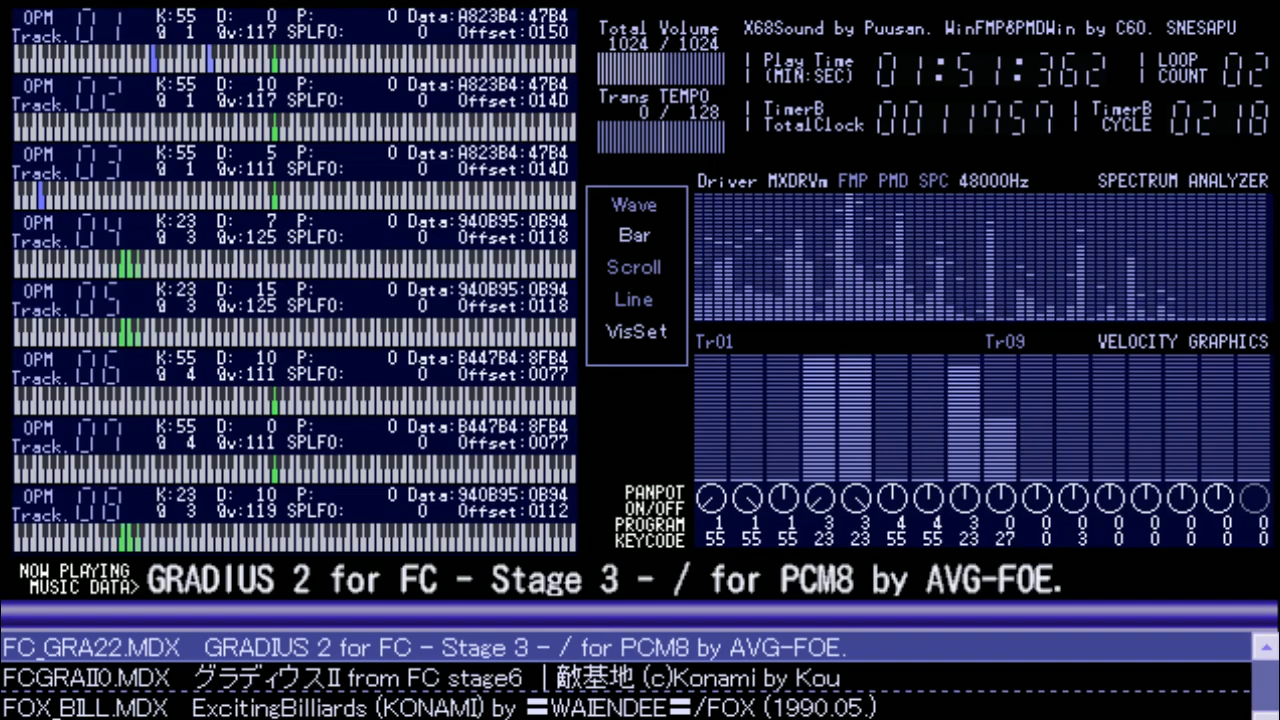 OPM K:55 D: 0 P: 0 Data:A823B4:47B4
Track. 01 @ 1 @v:117 SPLFO: 0 Offset:0150
OPM K:55 D: 10 P: 0 Data:A823B4:47B4
Track. 02 @ 1 @v:117 SPLFO: 0 Offset:014D
OPM K:55 D: 5 P: 0 Data:A823B4:47B4
Track. 03 @ 1 @v:111 SPLFO: 0 Offset:014D
OPM K:23 D: 7 P: 0 Data:940B95:0B94
Track. 04 @ 3 @v:125 SPLFO: 0 Offset:0118
OPM K:23 D: 15 P: 0 Data:940B95:0B94
Track. 05 @ 3 @v:125 SPLFO: 0 Offset:0118
OPM K:55 D: 10 P: 0 Data:B447B4:8FB4
Track. 06 @ 4 @v:111 SPLFO: 0 Offset:0077
OPM K:55 D: 10 P: 0 Data:B447B4:8FB4
Track. 07 @ 4 @v:111 SPLFO: 0 Offset:0077
OPM K:23 D: 10 P: 0 Data:940B95:0B94
Track. 08 @ 3 @v:119 SPLFO: 0 Offset:0112
Total Volume
1024 / 1024
Trans TEMPO
0 / 128
X68Sound by Puusan. WinFMP&PMDWin by C60. SNESAPU
Play Time (MIN:SEC) 01:51:362 LOOP COUNT 02
TimerB TotalClock 0011757 TimerB CYCLE 0218
Wave
Bar
Scroll
Line
VisSet
Driver MXDRVm FMP PMD SPC 48000Hz SPECTRUM ANALYZER
Tr01 Tr09 VELOCITY GRAPHICS
PANPOT
ON/OFF
PROGRAM 1 1 1 3 3 4 4 3 0 0 0 0 0 0 0 0
KEYCODE 55 55 55 23 23 55 55 23 27 0 3 0 0 0 0 0
NOW PLAYING
MUSIC DATA> GRADIUS 2 for FC - Stage 3 - / for PCM8 by AVG-FOE.
FC_GRA22.MDX GRADIUS 2 for FC - Stage 3 - / for PCM8 by AVG-FOE.
FCGRAII0.MDX グラディウスII from FC stage6 | 敵基地 (c)Konami by Kou
FOX_BILL.MDX ExcitingBilliards (KONAMI) by 〓WAIENDEE〓/FOX (1990.05.)